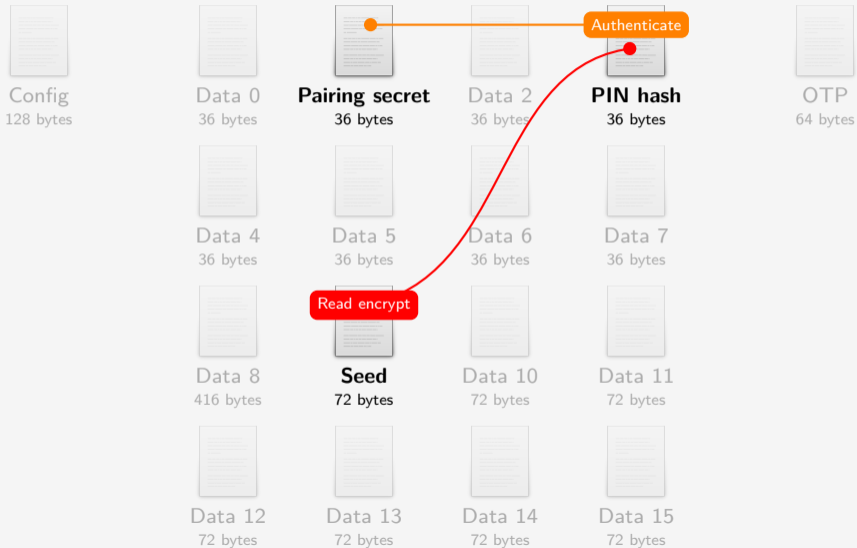 Authenticate
Config
128 bytes
Data 0
36 bytes
Pairing secret
36 bytes
Data 2
36 bytes
PIN hash
36 bytes
OTP
64 bytes
Data 4
36 bytes
Data 5
36 bytes
Data 6
36 bytes
Data 7
36 bytes
Read encrypt
Data 8
416 bytes
Seed
72 bytes
Data 10
72 bytes
Data 11
72 bytes
Data 12
72 bytes
Data 13
72 bytes
Data 14
72 bytes
Data 15
72 bytes